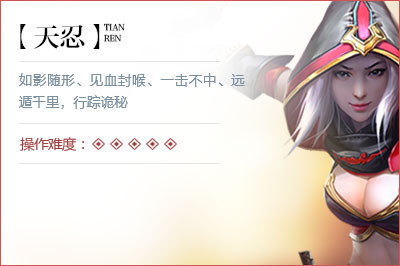 【天忍】
TIAN
REN
如影随形、见血封喉、一击不中、远
遁千里，行踪诡秘
操作难度：◈ ◈ ◈ ◈ ◈